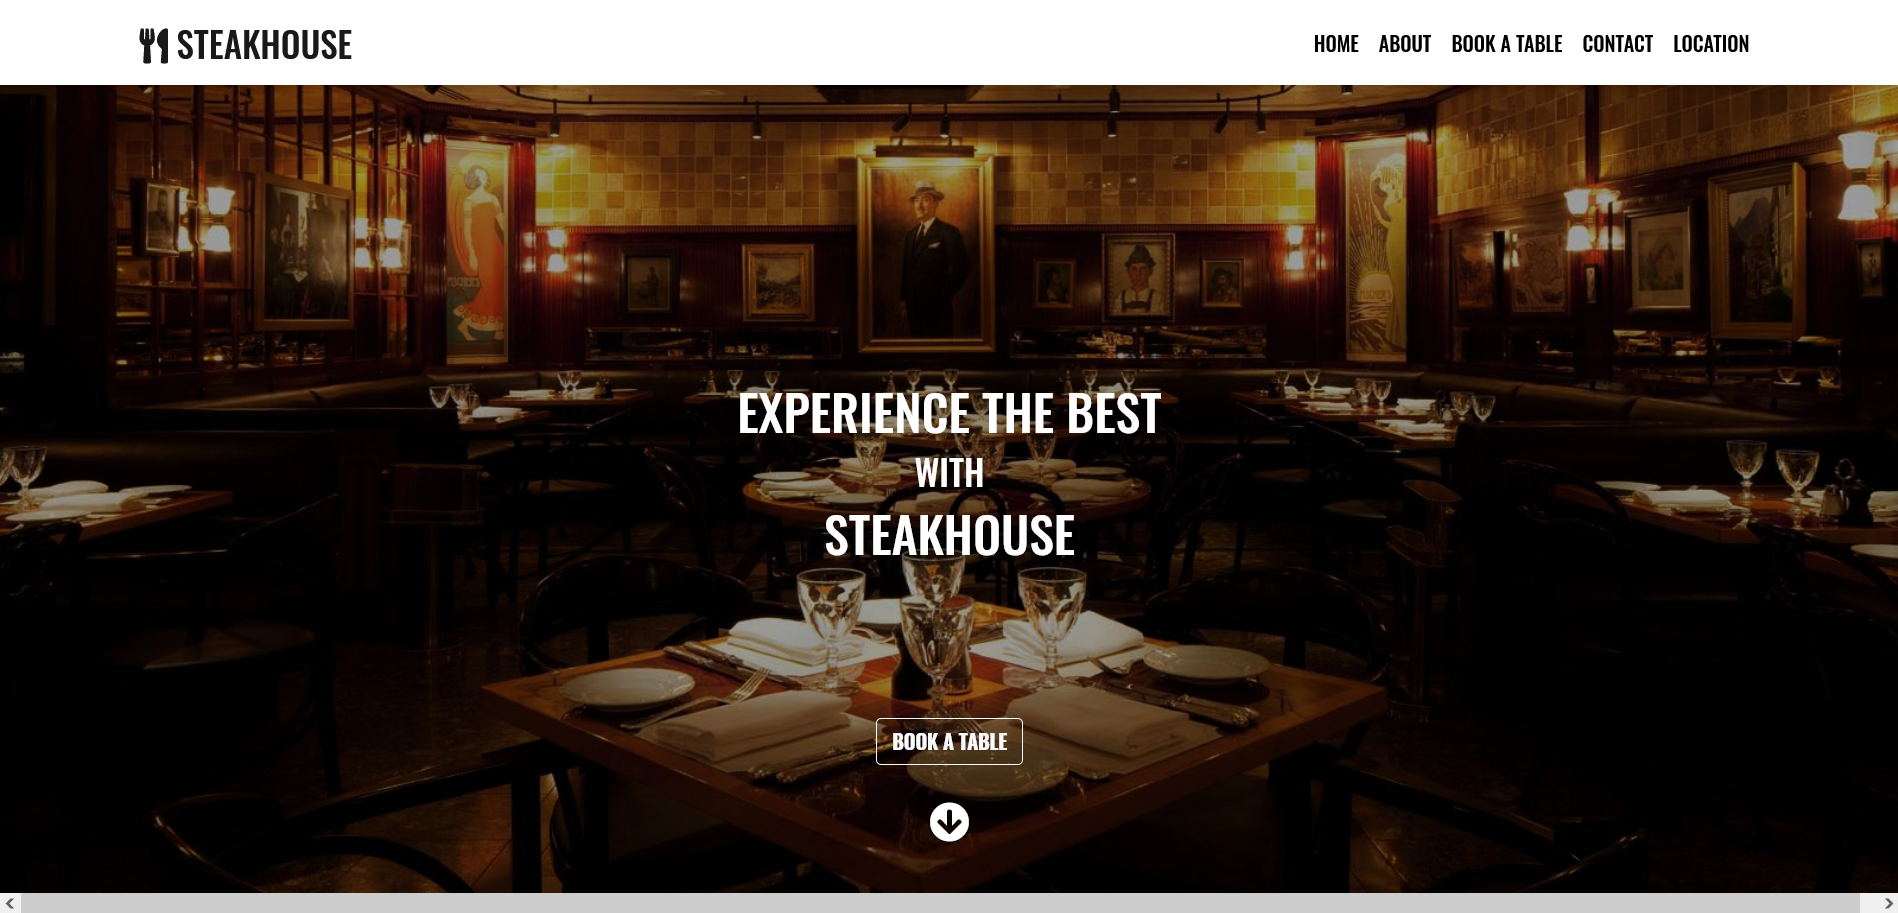 STEAKHOUSE
HOME ABOUT BOOK A TABLE CONTACT LOCATION
EXPERIENCE THE BEST
WITH
STEAKHOUSE
BOOK A TABLE